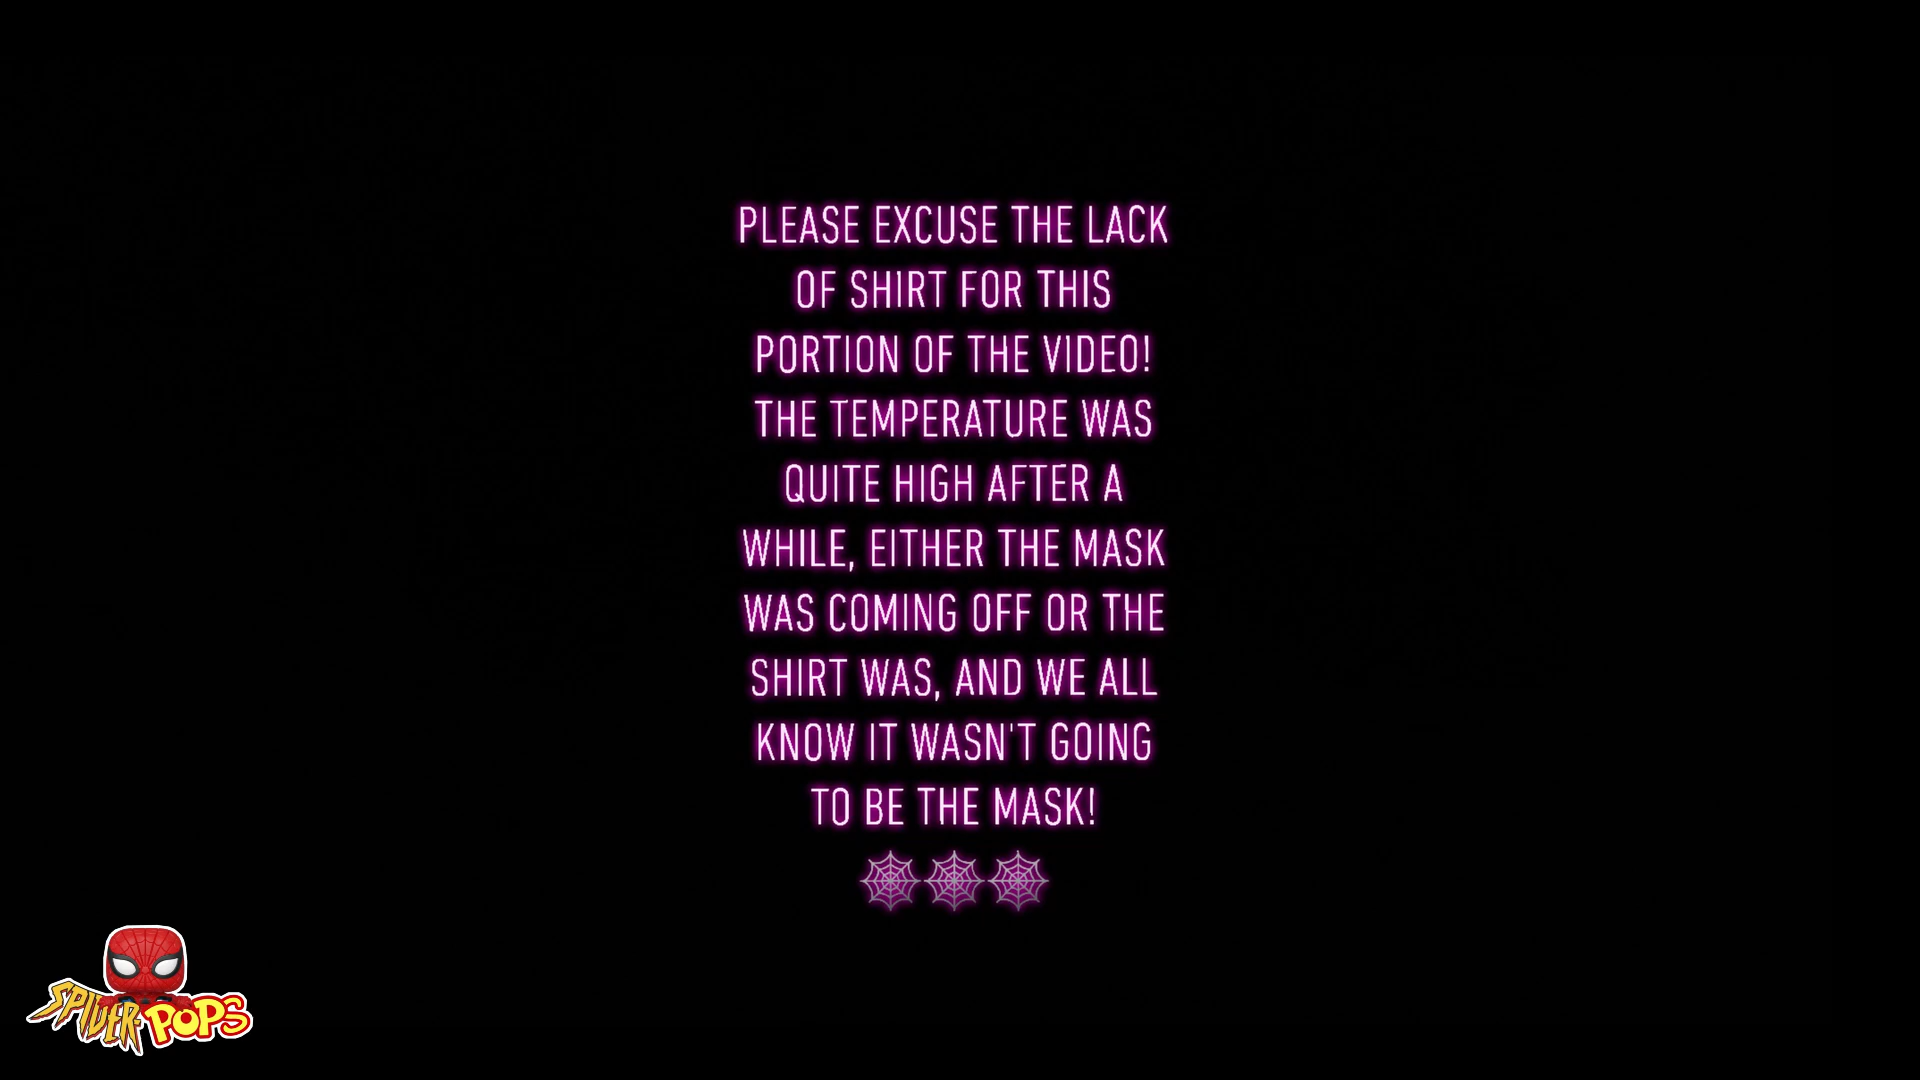 PLEASE EXCUSE THE LACK
OF SHIRT FOR THIS
PORTION OF THE VIDEO!
THE TEMPERATURE WAS
QUITE HIGH AFTER A
WHILE, EITHER THE MASK
WAS COMING OFF OR THE
SHIRT WAS, AND WE ALL
KNOW IT WASN'T GOING
TO BE THE MASK!
SPIDER-POPS